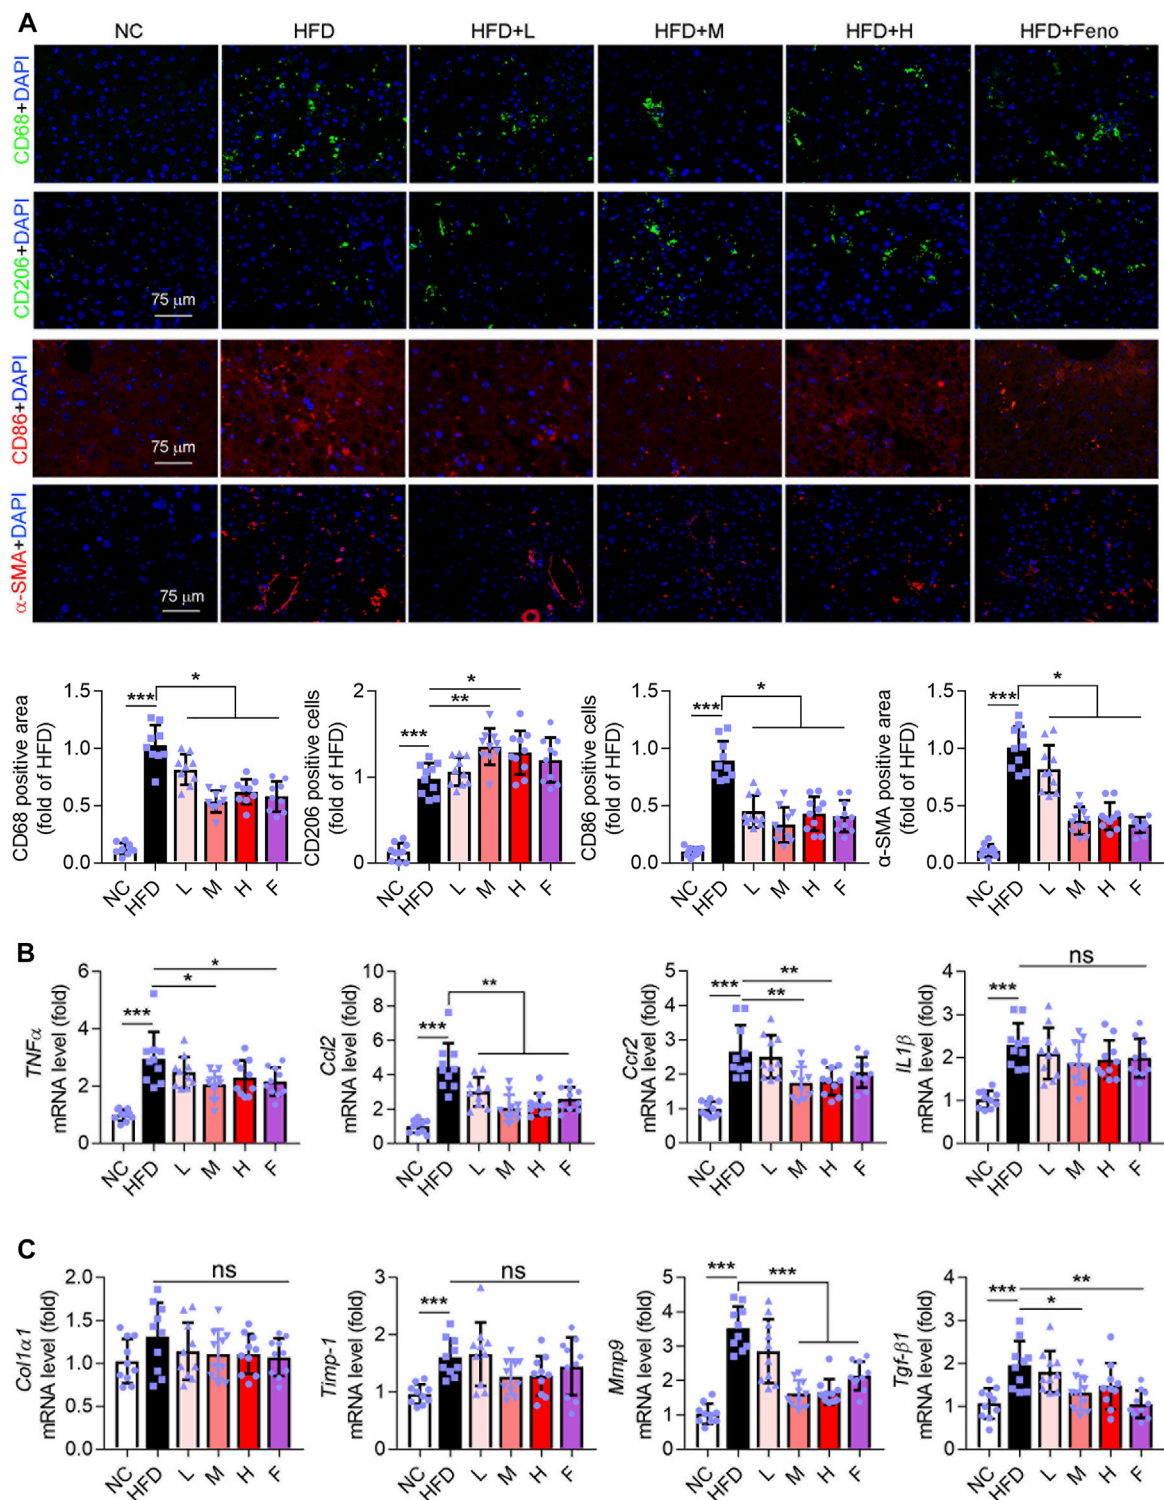 A
NC HFD HFD+L HFD+M HFD+H HFD+Feno
CD68+DAPI
CD206+DAPI
75 μm
CD86+DAPI
75 μm
α-SMA+DAPI
75 μm
CD68 positive area
(fold of HFD)
1.5
1.0
0.5
0.0
***
*
NC HFD L M H F
CD206 positive cells
(fold of HFD)
2
1
0
***
**
*
NC HFD L M H F
CD86 positive cells
(fold of HFD)
1.5
1.0
0.5
0.0
***
*
NC HFD L M H F
α-SMA positive area
(fold of HFD)
1.5
1.0
0.5
0.0
***
*
NC HFD L M H F
B
TNFα
mRNA level (fold)
6
4
2
0
***
*
*
NC HFD L M H F
Ccl2
mRNA level (fold)
10
8
6
4
2
0
***
**
NC HFD L M H F
Ccr2
mRNA level (fold)
5
4
3
2
1
0
***
**
**
NC HFD L M H F
IL1β
mRNA level (fold)
4
3
2
1
0
***
ns
NC HFD L M H F
C
Col1α1
mRNA level (fold)
2.0
1.5
1.0
0.5
0.0
ns
NC HFD L M H F
Timp-1
mRNA level (fold)
3
2
1
0
***
ns
NC HFD L M H F
Mmp9
mRNA level (fold)
5
4
3
2
1
0
***
***
NC HFD L M H F
Tgf-β1
mRNA level (fold)
4
3
2
1
0
***
*
**
NC HFD L M H F